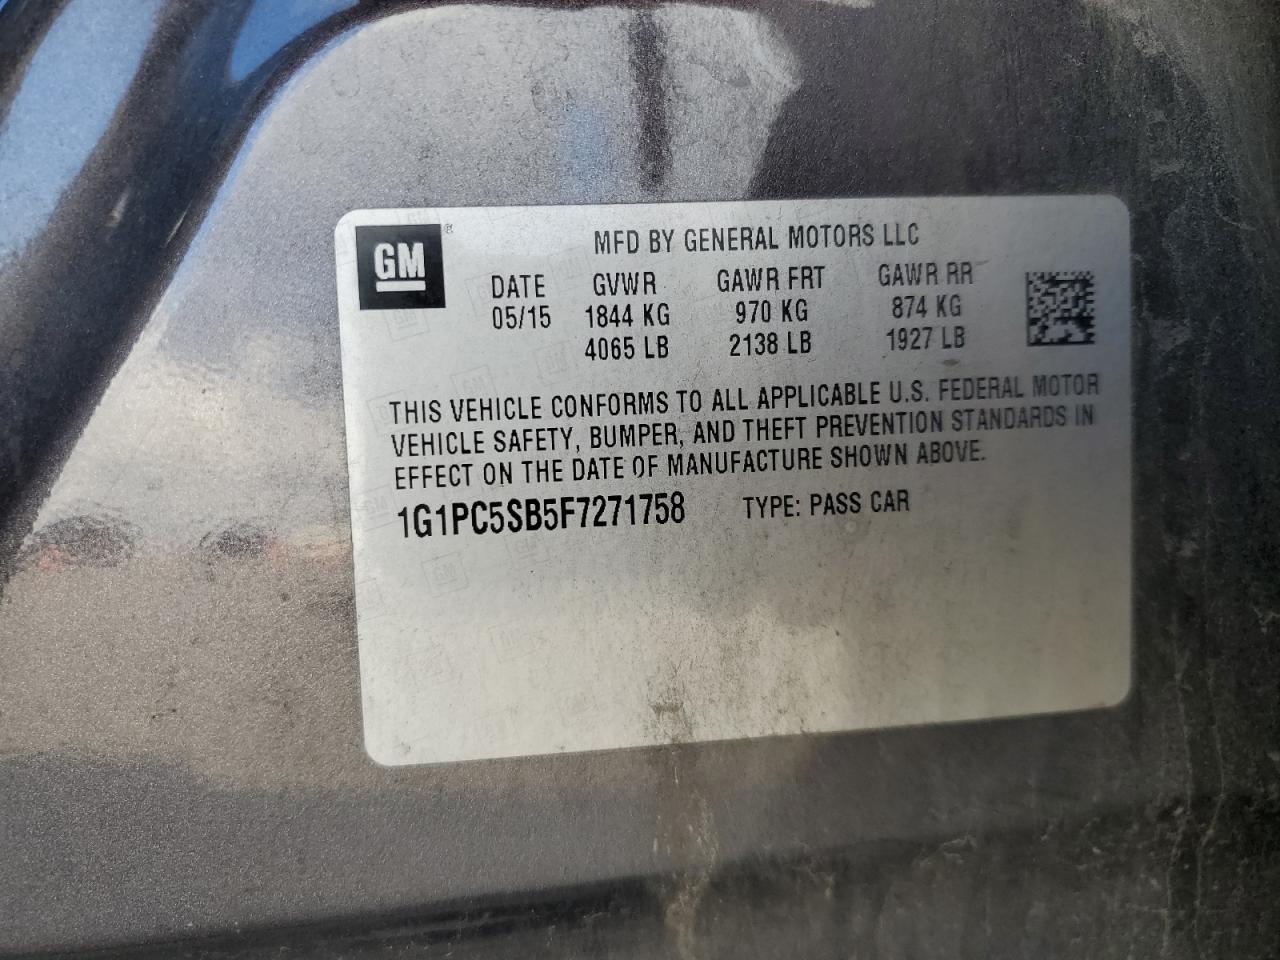 GM ®
MFD BY GENERAL MOTORS LLC
DATE GVWR GAWR FRT GAWR RR
05/15 1844 KG 970 KG 874 KG
4065 LB 2138 LB 1927 LB
THIS VEHICLE CONFORMS TO ALL APPLICABLE U.S. FEDERAL MOTOR
VEHICLE SAFETY, BUMPER, AND THEFT PREVENTION STANDARDS IN
EFFECT ON THE DATE OF MANUFACTURE SHOWN ABOVE.
1G1PC5SB5F7271758 TYPE: PASS CAR